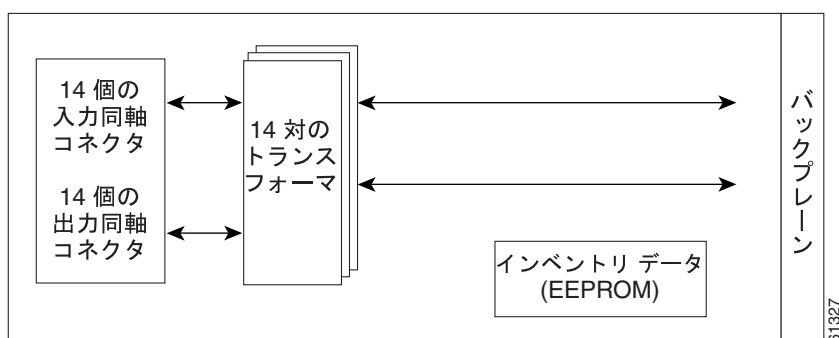 14 個の
入力同軸
コネクタ
14 個の
出力同軸
コネクタ
14 対の
トランス
フォーマ
インベントリ データ
(EEPROM)
バックプレーン
61327